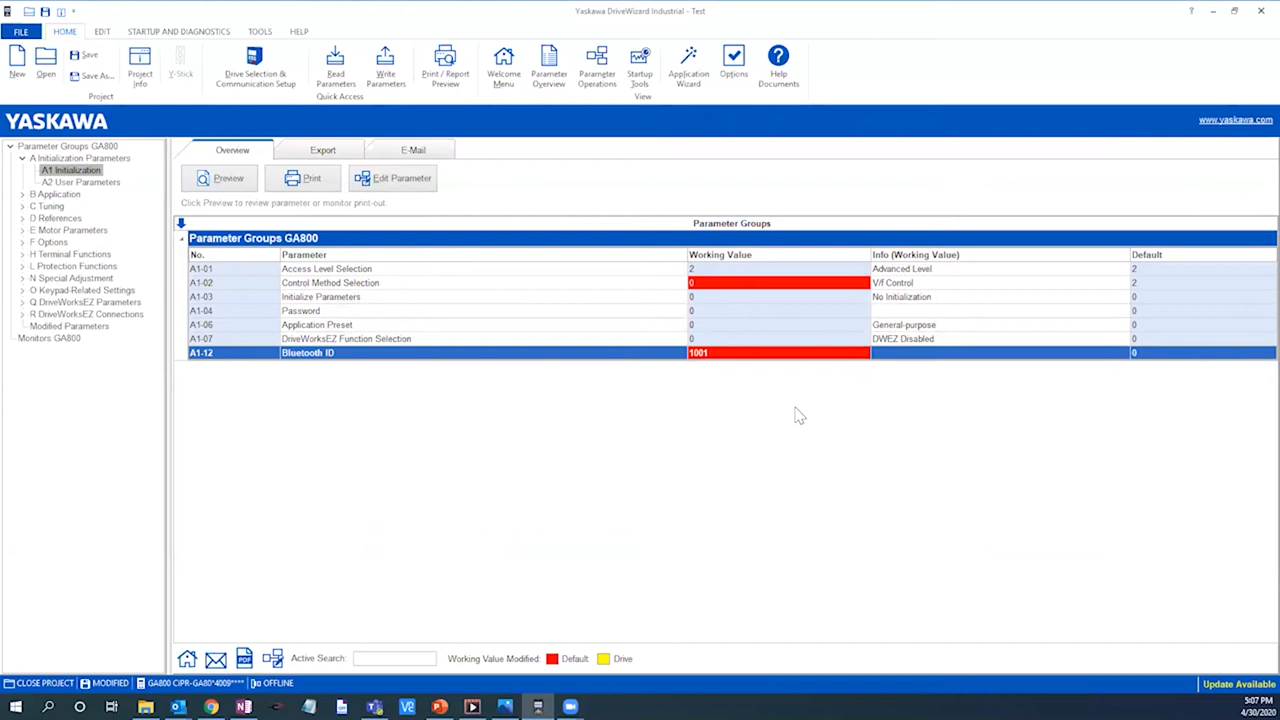 Yaskawa DriveWizard Industrial - Test
FILE HOME EDIT STARTUP AND DIAGNOSTICS TOOLS HELP
New
Open
Save
Save As...
Project Info
Y-Stick
Drive Selection & Communication Setup
Read Parameters
Write Parameters
Print / Report Preview
Welcome Menu
Parameter Overview
Parameter Operations
Startup Tools
Application Wizard
Options
Help Documents
Project Quick Access View
YASKAWA www.yaskawa.com
Parameter Groups GA800
A Initialization Parameters
A1 Initialization
A2 User Parameters
B Application
C Tuning
D References
E Motor Parameters
F Options
H Terminal Functions
L Protection Functions
N Special Adjustment
O Keypad-Related Settings
Q DriveWorksEZ Parameters
R DriveWorksEZ Connections
Modified Parameters
Monitors GA800
Overview Export E-Mail
Preview Print Edit Parameter
Click Preview to review parameter or monitor print-out.
Parameter Groups
Parameter Groups GA800
No. Parameter Working Value Info (Working Value) Default
A1-01 Access Level Selection 2 Advanced Level 2
A1-02 Control Method Selection 0 V/f Control 2
A1-03 Initialize Parameters 0 No Initialization 0
A1-04 Password 0 0
A1-06 Application Preset 0 General-purpose 0
A1-07 DriveWorksEZ Function Selection 0 DWEZ Disabled 0
A1-12 Bluetooth ID 1001 0
Active Search: Working Value Modified: Default Drive
CLOSE PROJECT MODIFIED GA800 CIPR-GA80*4009**** OFFLINE Update Available
5:07 PM
4/30/2020